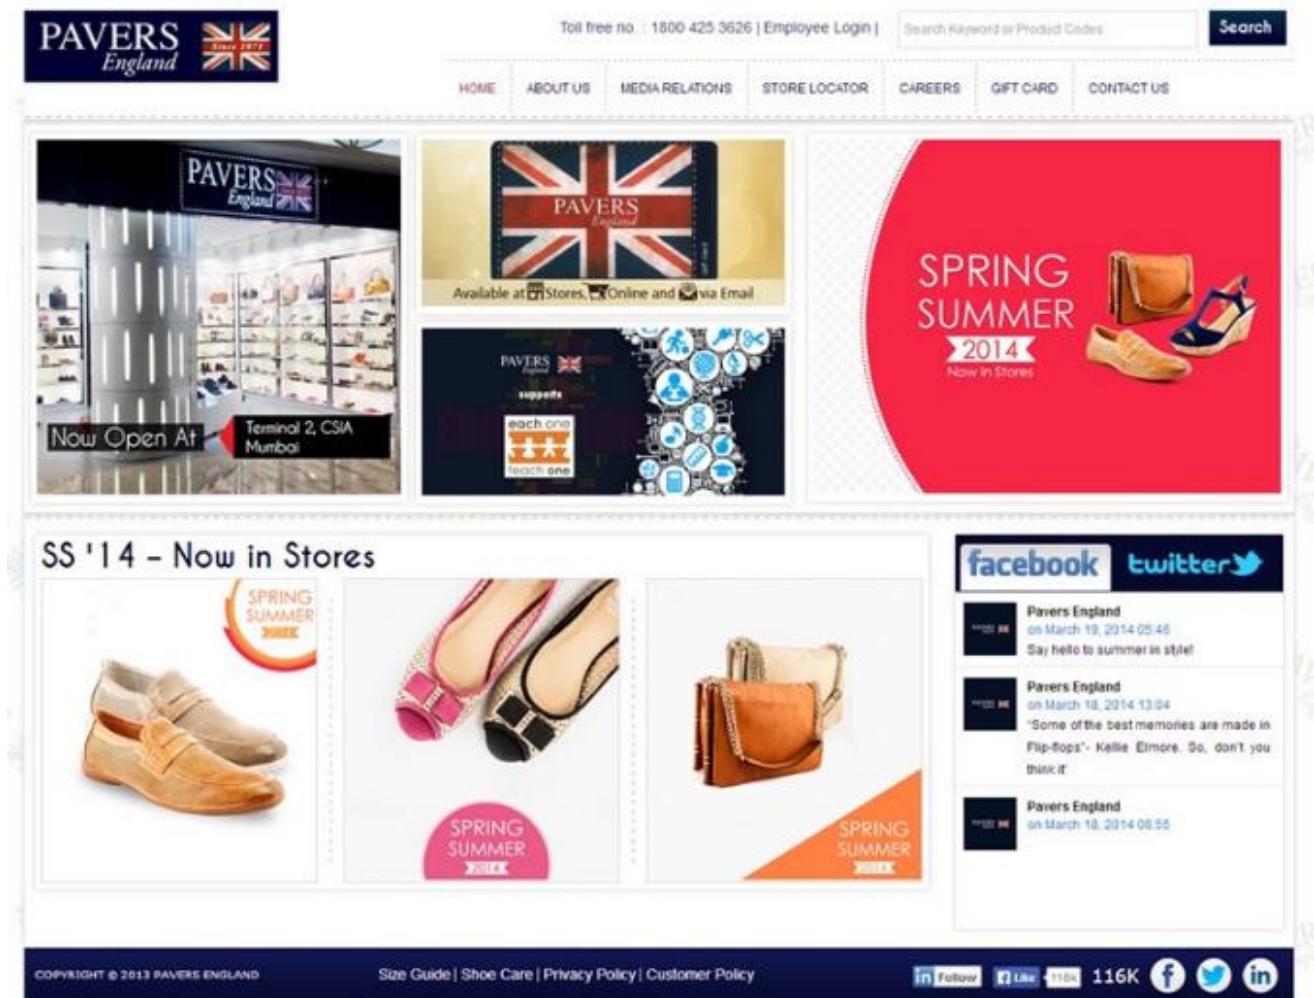 PAVERS
England
Since 1971
Toll free no. : 1800 425 3626 | Employee Login |
Search Keyword or Product Codes
Search
HOME
ABOUT US
MEDIA RELATIONS
STORE LOCATOR
CAREERS
GIFT CARD
CONTACT US
PAVERS
England
Now Open At
Terminal 2, CSIA
Mumbai
PAVERS
England
gift card
Available at Stores, Online and via Email
PAVERS
England
supports
each one
teach one
SPRING
SUMMER
2014
Now in Stores
SS '14 – Now in Stores
SPRING
SUMMER
2014
SPRING
SUMMER
2014
SPRING
SUMMER
2014
facebook
twitter
Pavers England
on March 19, 2014 05:46
Say hello to summer in style!
Pavers England
on March 18, 2014 13:04
"Some of the best memories are made in
Flip-flops"- Kellie Elmore. So, don't you
think it'
Pavers England
on March 18, 2014 06:55
COPYRIGHT © 2013 PAVERS ENGLAND
Size Guide | Shoe Care | Privacy Policy | Customer Policy
in Follow
Like
116k
116K
f
in